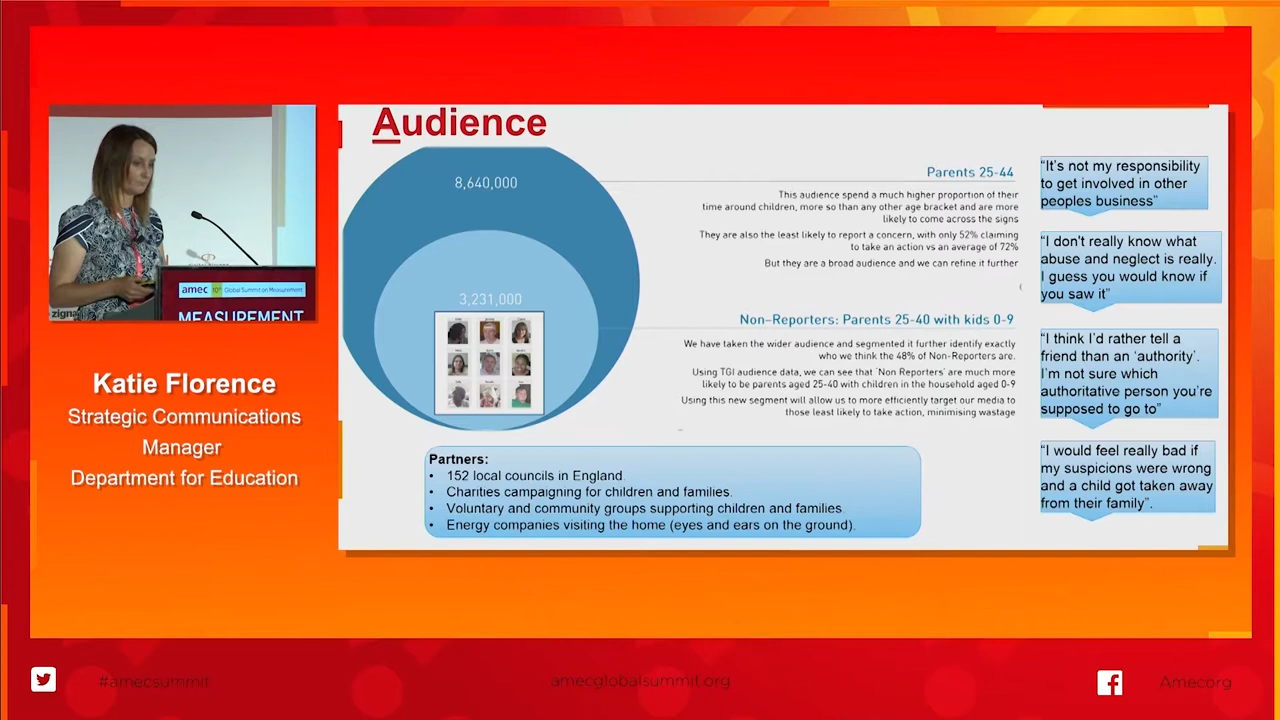 Audience
8,640,000
3,231,000
Parents 25-44
This audience spend a much higher proportion of their
time around children, more so than any other age bracket and are more
likely to come across the signs
They are also the least likely to report a concern, with only 52% claiming
to take an action vs an average of 72%
But they are a broad audience and we can refine it further
Non-Reporters: Parents 25-40 with kids 0-9
We have taken the wider audience and segmented it further identify exactly
who we think the 48% of Non-Reporters are.
Using TGI audience data, we can see that 'Non Reporters' are much more
likely to be parents aged 25-40 with children in the household aged 0-9
Using this new segment will allow us to more efficiently target our media to
those least likely to take action, minimising wastage
"It's not my responsibility
to get involved in other
peoples business"
"I don't really know what
abuse and neglect is really.
I guess you would know if
you saw it"
"I think I'd rather tell a
friend than an 'authority'.
I'm not sure which
authoritative person you're
supposed to go to"
"I would feel really bad if
my suspicions were wrong
and a child got taken away
from their family".
Partners:
• 152 local councils in England.
• Charities campaigning for children and families.
• Voluntary and community groups supporting children and families.
• Energy companies visiting the home (eyes and ears on the ground).
amec 10th Global Summit on Measurement
MEASUREMENT
zigna
Katie Florence
Strategic Communications
Manager
Department for Education
#amecsummit
amecglobalsummit.org
Amecorg